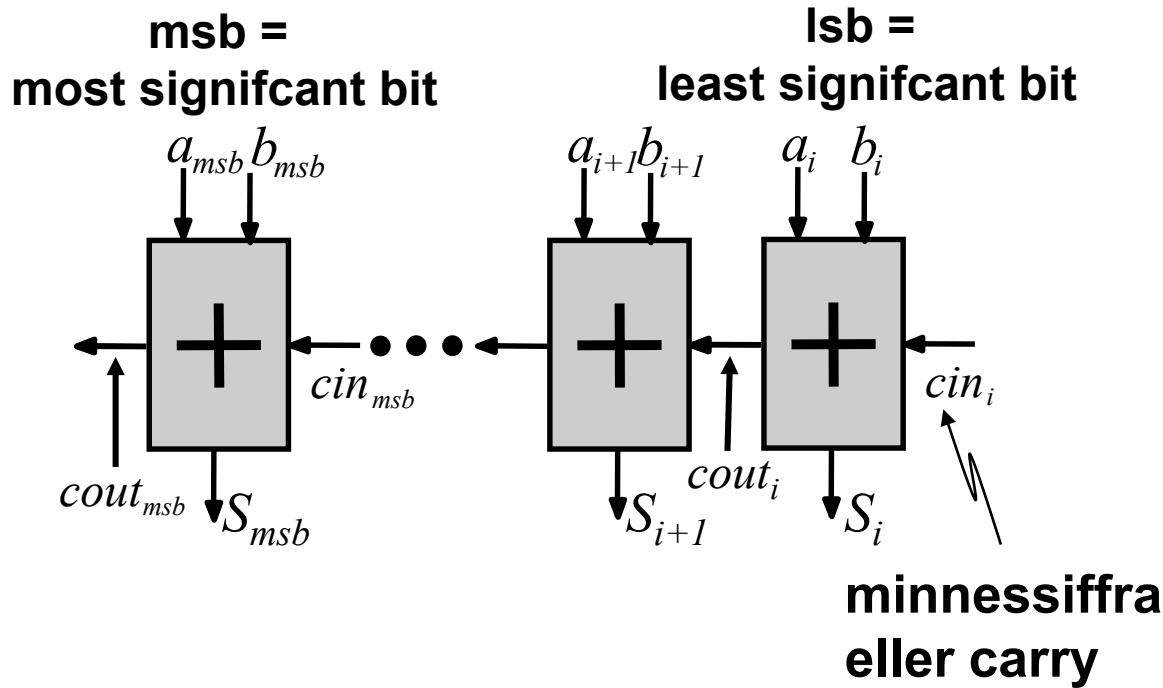 msb =
most signifcant bit
lsb =
least signifcant bit
a_msb b_msb
a_i+1 b_i+1
a_i b_i
+ + +
cin_msb
cin_i
cout_msb
cout_i
S_msb
S_i+1
S_i
minnessiffra
eller carry